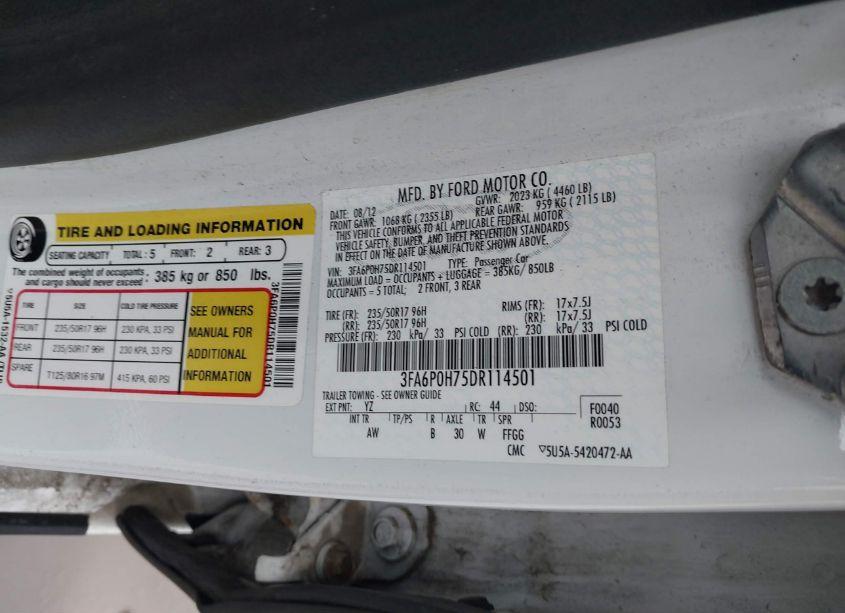 TIRE AND LOADING INFORMATION
SEATING CAPACITY TOTAL: 5 FRONT: 2 REAR: 3
The combined weight of occupants and cargo should never exceed: 385 kg or 850 lbs.
TIRE SIZE COLD TIRE PRESSURE
FRONT 235/50R17 96H 230 KPA, 33 PSI
REAR 235/50R17 96H 230 KPA, 33 PSI
SPARE T125/80R16 97M 415 KPA, 60 PSI
SEE OWNERS
MANUAL FOR
ADDITIONAL
INFORMATION
3FA6P0H75DR114501
MFD. BY FORD MOTOR CO.
DATE: 08/12 GVWR: 2023 KG ( 4460 LB)
FRONT GAWR: 1068 KG ( 2355 LB) REAR GAWR: 959 KG ( 2115 LB)
THIS VEHICLE CONFORMS TO ALL APPLICABLE FEDERAL MOTOR
VEHICLE SAFETY, BUMPER, AND THEFT PREVENTION STANDARDS
IN EFFECT ON THE DATE OF MANUFACTURE SHOWN ABOVE.
VIN: 3FA6P0H75DR114501 TYPE: Passenger Car
MAXIMUM LOAD = OCCUPANTS + LUGGAGE = 385KG/ 850LB
OCCUPANTS = 5 TOTAL; 2 FRONT, 3 REAR
TIRE (FR): 235/50R17 96H RIMS (FR): 17x7.5J
(RR): 235/50R17 96H (RR): 17x7.5J
PRESSURE (FR): 230 kPa/ 33 PSI COLD (RR): 230 kPa/ 33 PSI COLD
3FA6P0H75DR114501
TRAILER TOWING - SEE OWNER GUIDE
EXT PNT: YZ RC: 44 DSO: F0040
R0053
INT TR TP/PS R AXLE TR SPR
AW B 30 W FFGG
CMC ▽5U5A-5420472-AA